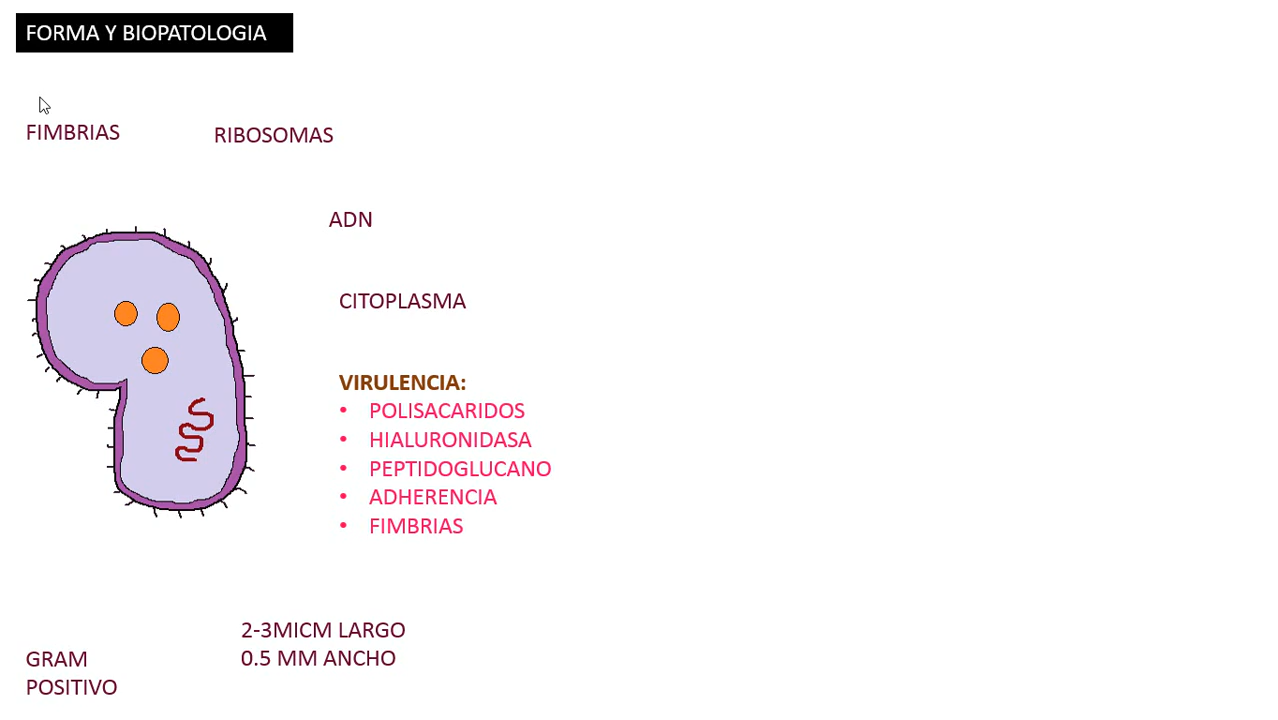 FORMA Y BIOPATOLOGIA
FIMBRIAS
RIBOSOMAS
ADN
CITOPLASMA
VIRULENCIA:
• POLISACARIDOS
• HIALURONIDASA
• PEPTIDOGLUCANO
• ADHERENCIA
• FIMBRIAS
2-3MICM LARGO
0.5 MM ANCHO
GRAM
POSITIVO